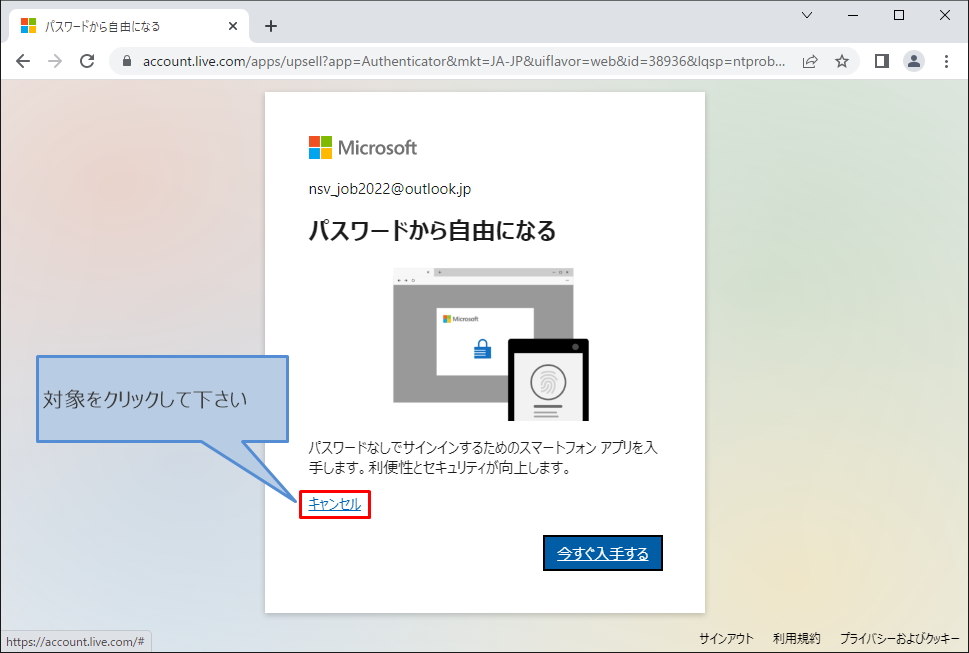 パスワードから自由になる
account.live.com/apps/upsell?app=Authenticator&mkt=JA-JP&uiflavor=web&id=38936&lqsp=ntprob...
Microsoft
nsv_job2022@outlook.jp
パスワードから自由になる
Microsoft
対象をクリックして下さい
パスワードなしでサインインするためのスマートフォン アプリを入
手します。利便性とセキュリティが向上します。
キャンセル
今すぐ入手する
https://account.live.com/#
サインアウト 利用規約 プライバシーおよびクッキー